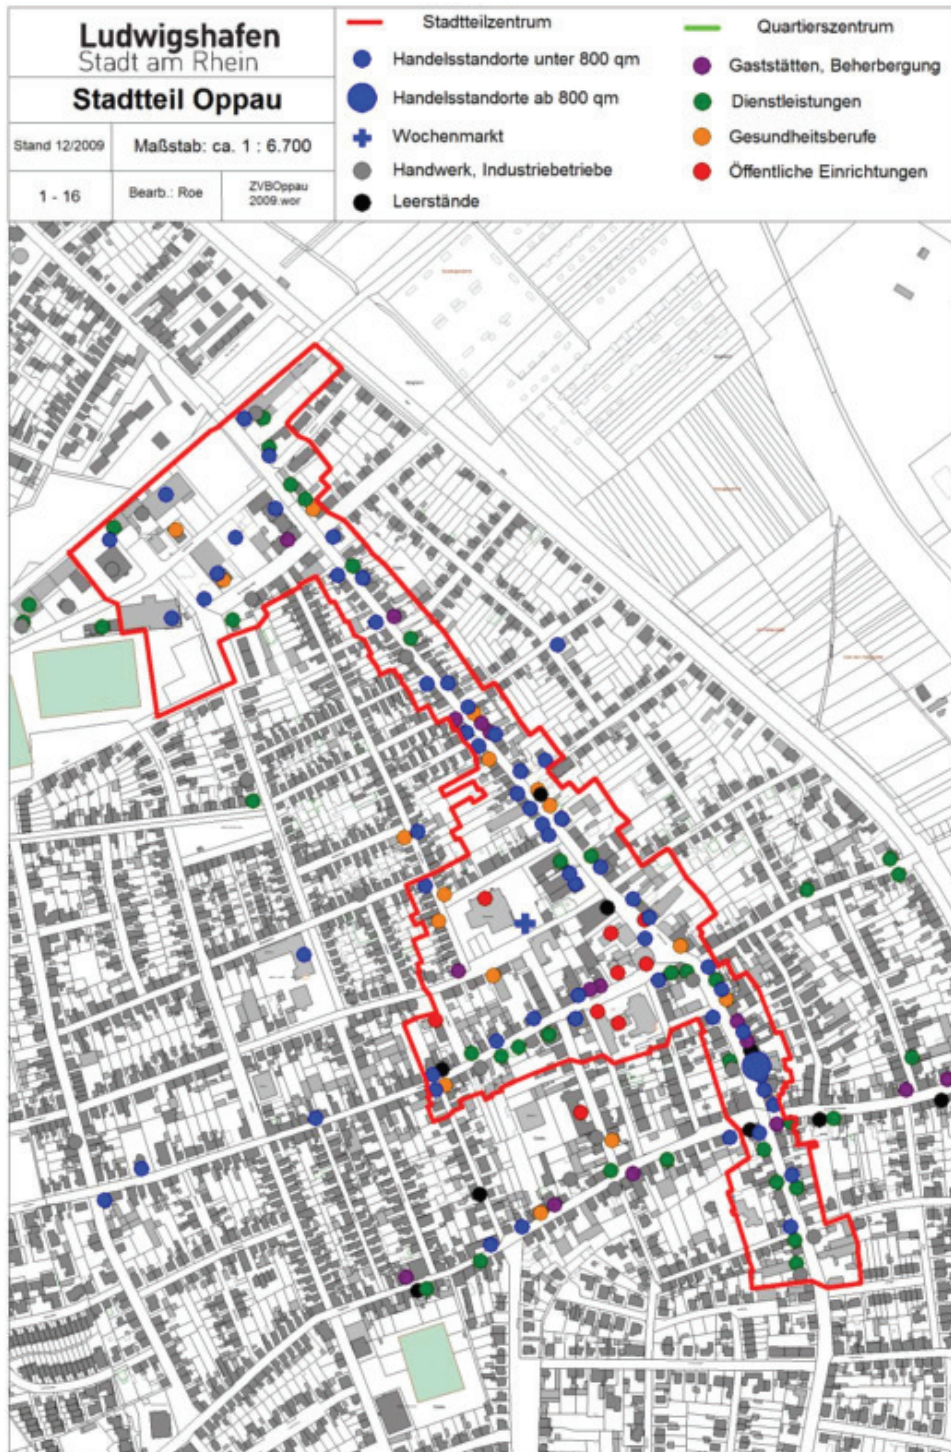 Ludwigshafen
Stadt am Rhein
Stadtteil Oppau
Stand 12/2009
Maßstab: ca. 1 : 6.700
1 - 16
Bearb.: Roe
ZVBOppau
2009.wor
Stadtteilzentrum
Handelsstandorte unter 800 qm
Handelsstandorte ab 800 qm
Wochenmarkt
Handwerk, Industriebetriebe
Leerstände
Quartierszentrum
Gaststätten, Beherbergung
Dienstleistungen
Gesundheitsberufe
Öffentliche Einrichtungen